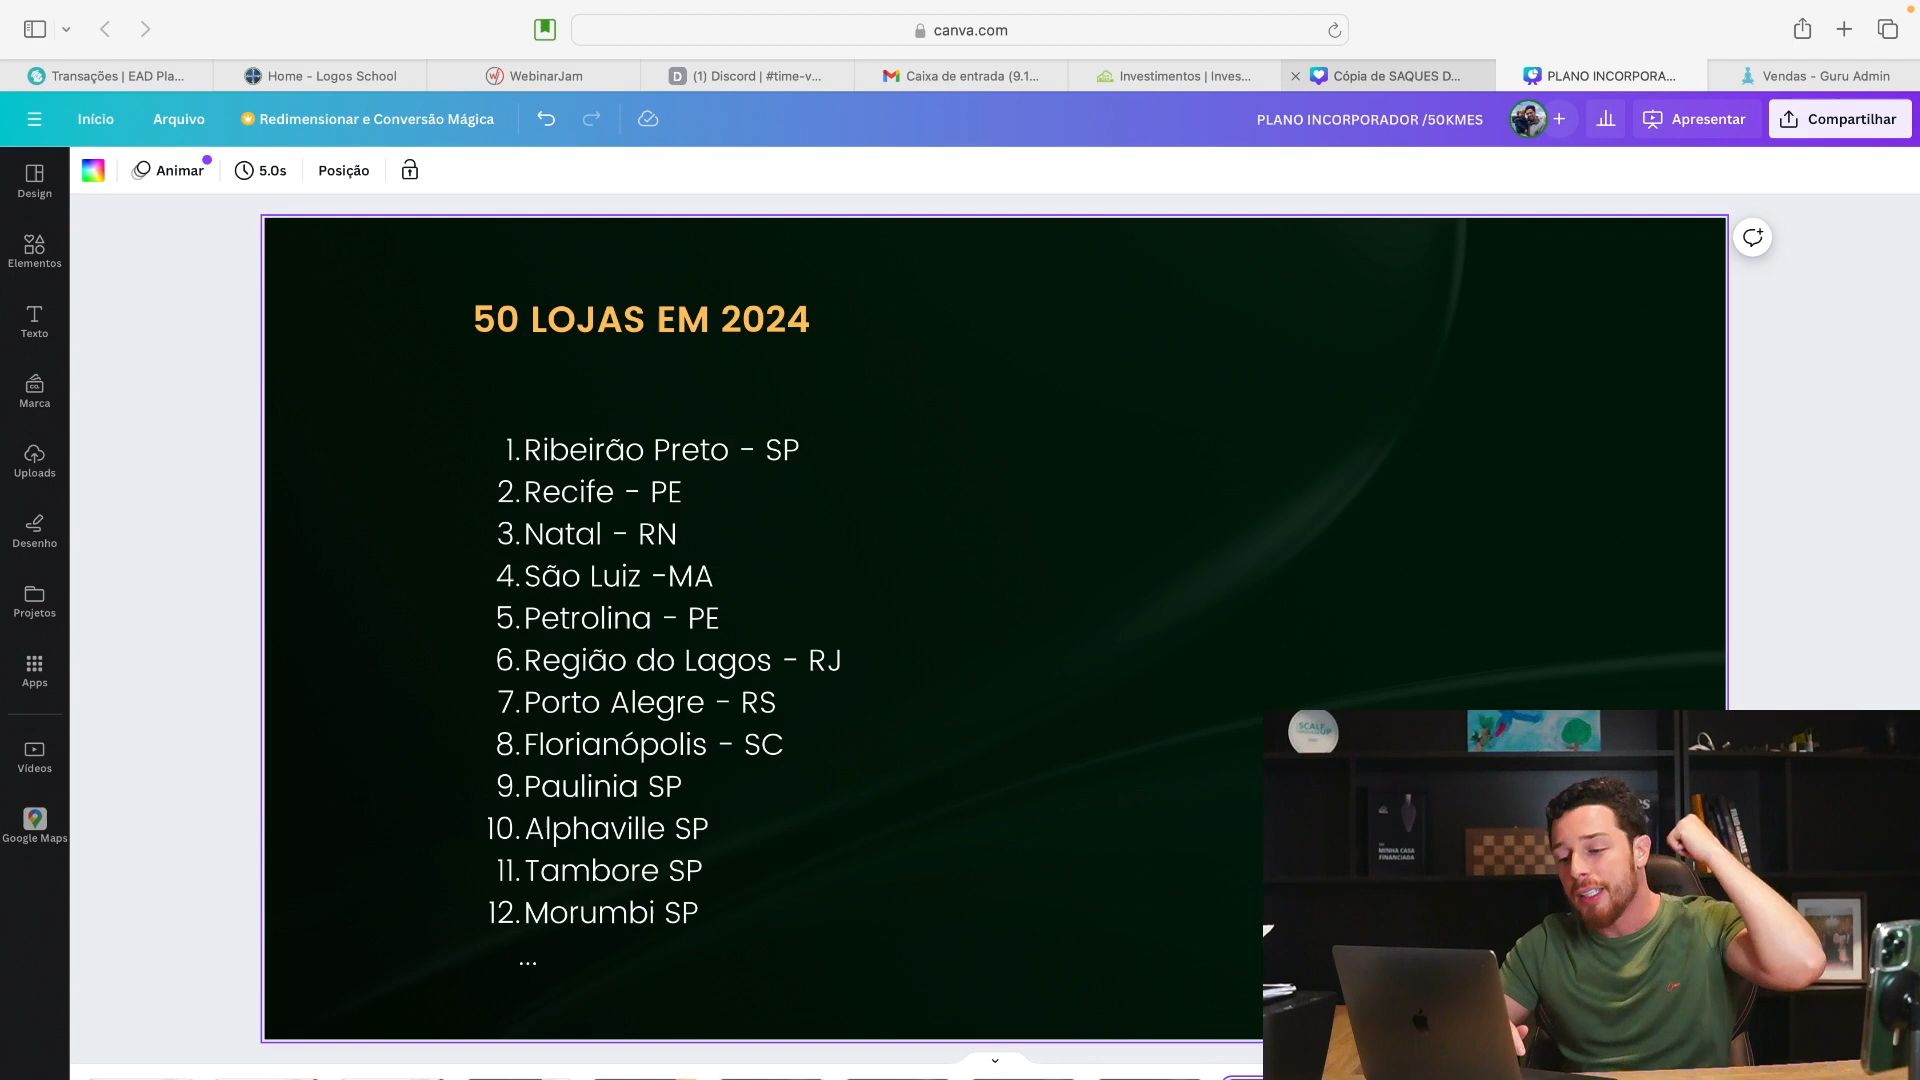 canva.com
Transações | EAD Pla...
Home - Logos School
WebinarJam
(1) Discord | #time-v...
Caixa de entrada (9.1...
Investimentos | Inves...
Cópia de SAQUES D...
PLANO INCORPORA...
Vendas - Guru Admin
Início
Arquivo
Redimensionar e Conversão Mágica
PLANO INCORPORADOR /50KMES
Apresentar
Compartilhar
Animar
5.0s
Posição
Design
Elementos
Texto
Marca
Uploads
Desenho
Projetos
Apps
Vídeos
Google Maps
50 LOJAS EM 2024
1. Ribeirão Preto - SP
2. Recife - PE
3. Natal - RN
4. São Luiz -MA
5. Petrolina - PE
6. Região do Lagos - RJ
7. Porto Alegre - RS
8. Florianópolis - SC
9. Paulinia SP
10. Alphaville SP
11. Tambore SP
12. Morumbi SP
...
SCALE UP
MINHA CASA
FINANCIADA